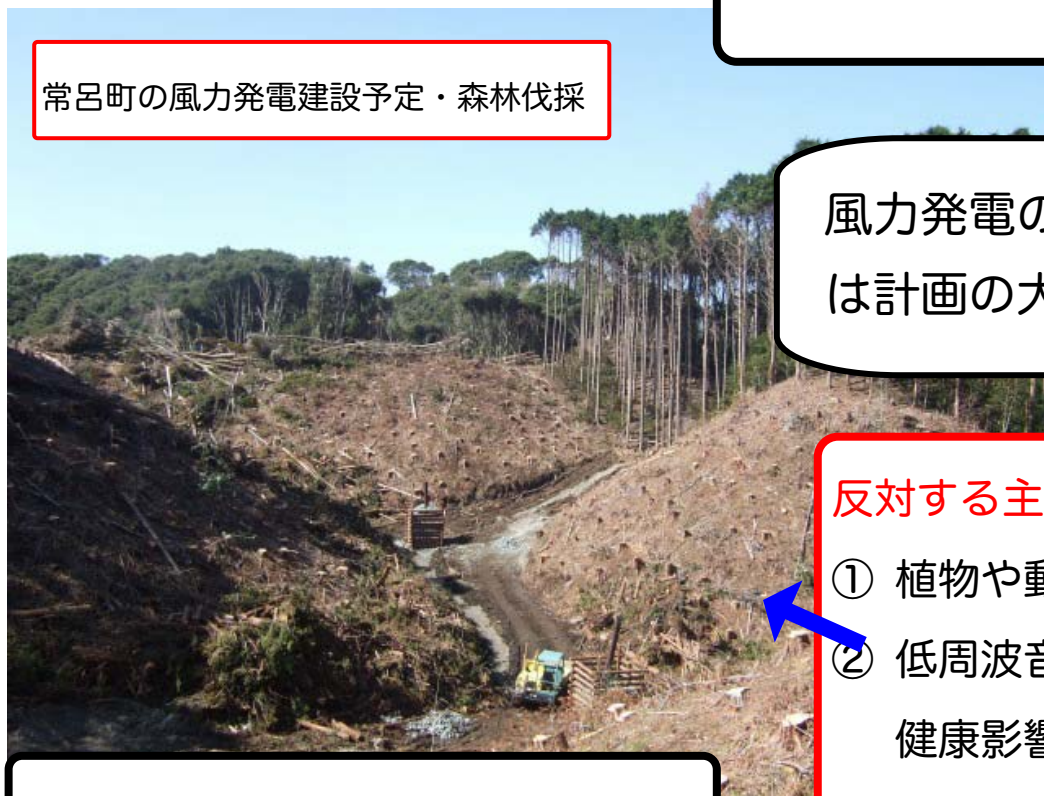 常呂町の風力発電建設予定・森林伐採
風力発電の
は計画の大
反対する主
① 植物や動
② 低周波音
健康影響